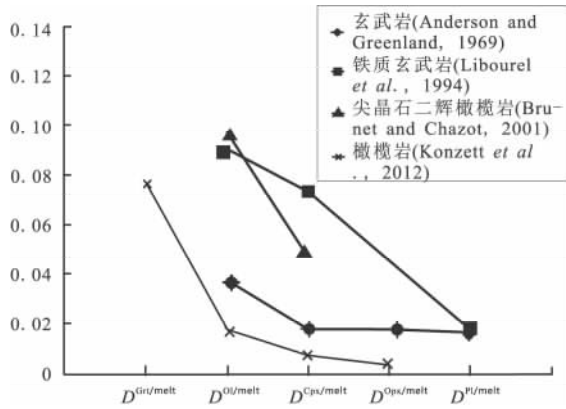 0.14
0.12
0.10
0.08
0.06
0.04
0.02
0
玄武岩(Anderson and
Greenland, 1969)
铁质玄武岩(Libourel
et al., 1994)
尖晶石二辉橄榄岩(Bru-
net and Chazot, 2001)
橄榄岩(Konzett et al
., 2012)
D^Grt/melt D^Ol/melt D^Cps/melt D^Ops/melt D^Pl/melt